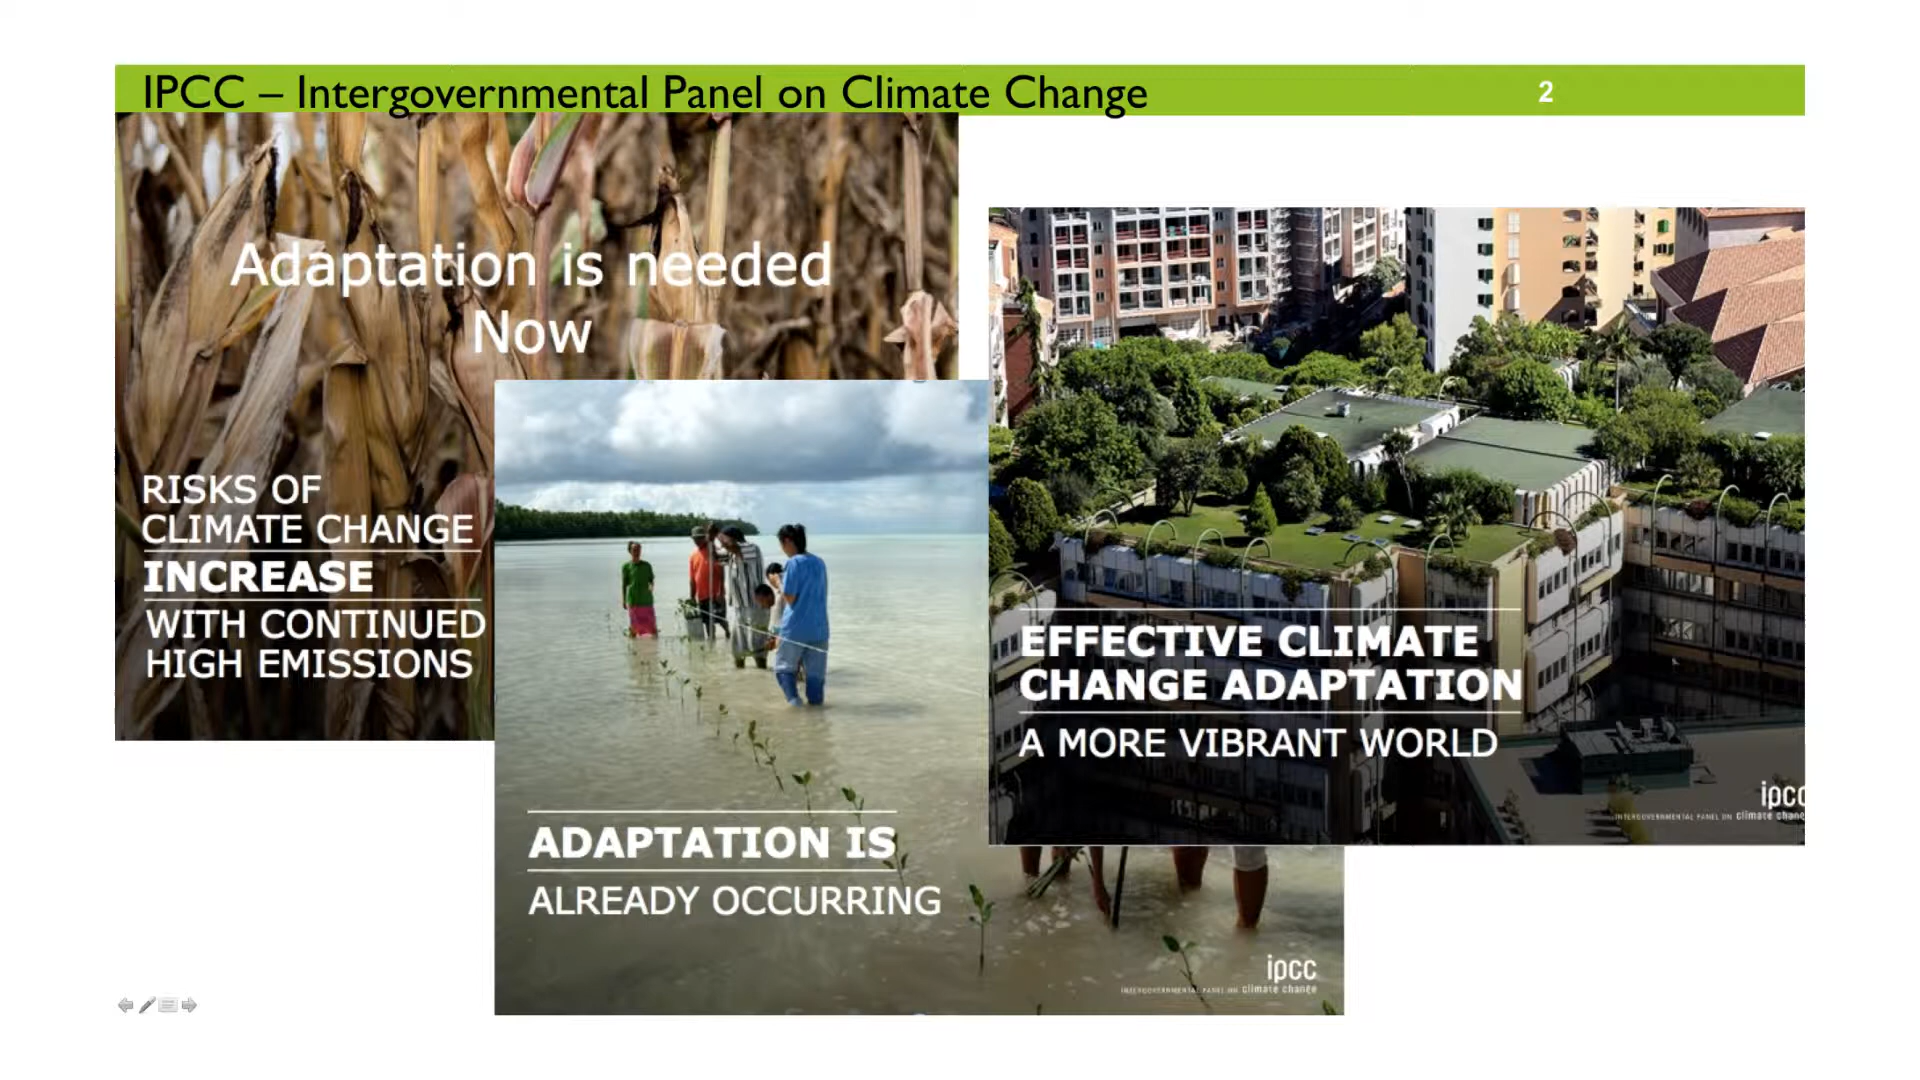 IPCC – Intergovernmental Panel on Climate Change
2
Adaptation is needed
Now
RISKS OF
CLIMATE CHANGE
INCREASE
WITH CONTINUED
HIGH EMISSIONS
ADAPTATION IS
ALREADY OCCURRING
ipcc
INTERGOVERNMENTAL PANEL ON climate change
EFFECTIVE CLIMATE
CHANGE ADAPTATION
A MORE VIBRANT WORLD
ipcc
INTERGOVERNMENTAL PANEL ON climate chang